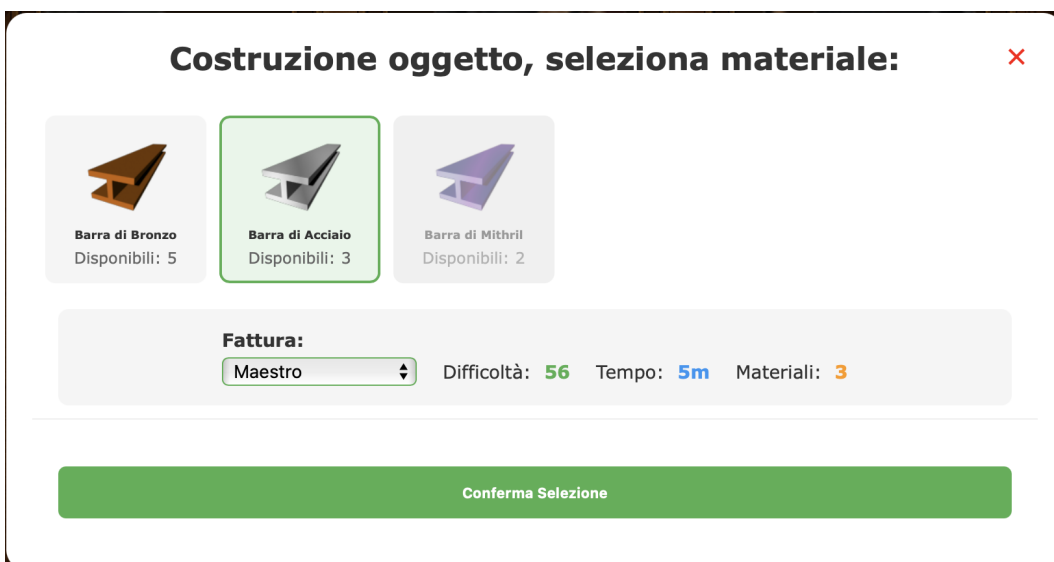 Costruzione oggetto, seleziona materiale:
Barra di Bronzo
Disponibili: 5
Barra di Acciaio
Disponibili: 3
Barra di Mithril
Disponibili: 2
Fattura:
Maestro Difficoltà: 56 Tempo: 5m Materiali: 3
Conferma Selezione